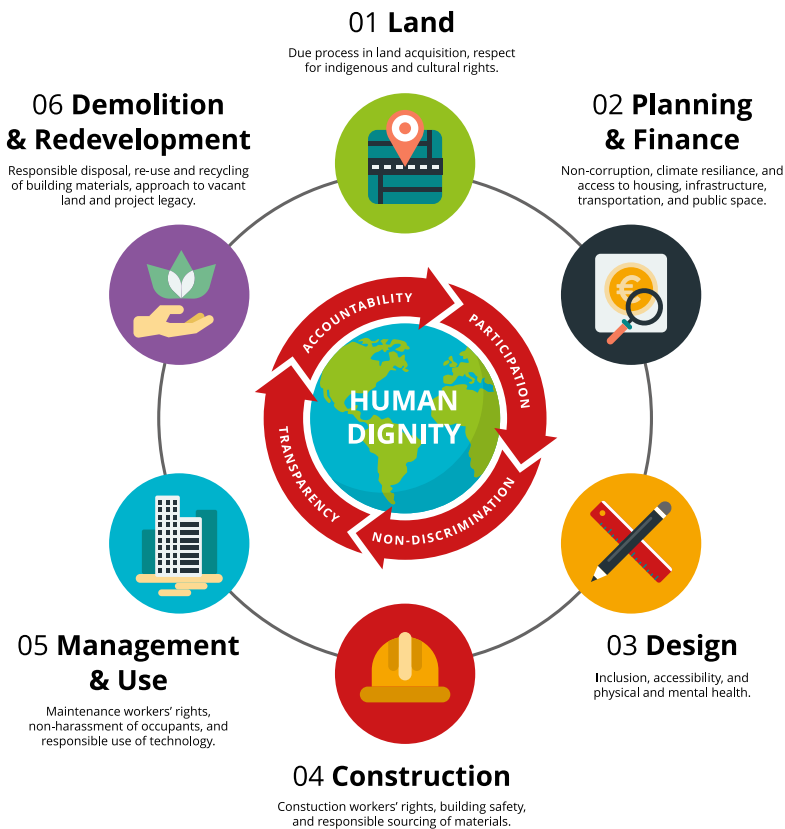 01 Land
Due process in land acquisition, respect
for indigenous and cultural rights.
02 Planning
& Finance
Non-corruption, climate resiliance, and
access to housing, infrastructure,
transportation, and public space.
03 Design
Inclusion, accessibility, and
physical and mental health.
04 Construction
Constuction workers’ rights, building safety,
and responsible sourcing of materials.
05 Management
& Use
Maintenance workers’ rights,
non-harassment of occupants, and
responsible use of technology.
06 Demolition
& Redevelopment
Responsible disposal, re-use and recycling
of building materials, approach to vacant
land and project legacy.
ACCOUNTABILITY
PARTICIPATION
NON-DISCRIMINATION
TRANSPARENCY
HUMAN
DIGNITY
€